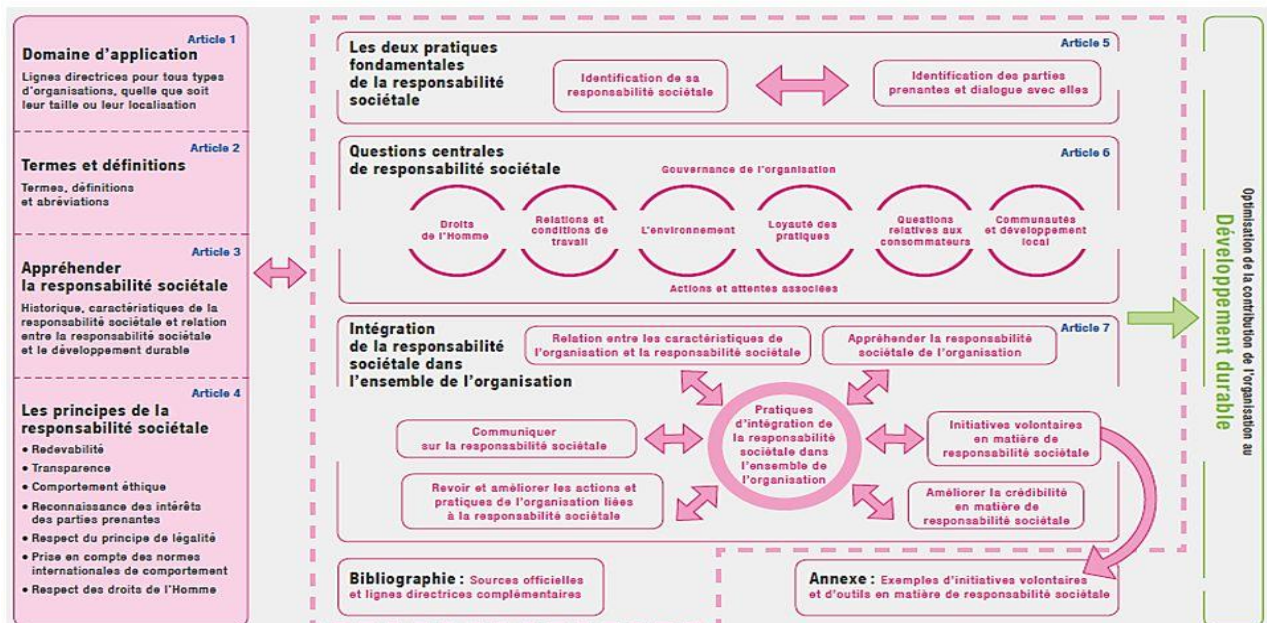 Article 1
Domaine d'application
Lignes directrices pour tous types
d'organisations, quelle que soit
leur taille ou leur localisation
Article 2
Termes et définitions
Termes, définitions
et abréviations
Article 3
Appréhender
la responsabilité sociétale
Historique, caractéristiques de la
responsabilité sociétale et relation
entre la responsabilité sociétale
et le développement durable
Article 4
Les principes de la
responsabilité sociétale
• Redevabilité
• Transparence
• Comportement éthique
• Reconnaissance des intérêts
des parties prenantes
• Respect du principe de légalité
• Prise en compte des normes
internationales de comportement
• Respect des droits de l'Homme
Les deux pratiques
fondamentales
de la responsabilité
sociétale
Article 5
Identification de sa
responsabilité sociétale
Identification des parties
prenantes et dialogue avec elles
Questions centrales
de responsabilité sociétale
Article 6
Gouvernance de l'organisation
Droits
de l'Homme
Relations et
conditions de
travail
L'environnement
Loyauté des
pratiques
Questions
relatives aux
consommateurs
Communautés
et développement
local
Actions et attentes associées
Intégration
de la responsabilité
sociétale dans
l'ensemble de l'organisation
Article 7
Relation entre les caractéristiques de
l'organisation et la responsabilité sociétale
Appréhender la responsabilité
sociétale de l'organisation
Pratiques
d'intégration de
la responsabilité
sociétale dans
l'ensemble de
l'organisation
Communiquer
sur la responsabilité sociétale
Initiatives volontaires
en matière de
responsabilité sociétale
Revoir et améliorer les actions et
pratiques de l'organisation liées
à la responsabilité sociétale
Améliorer la crédibilité
en matière de
responsabilité sociétale
Bibliographie : Sources officielles
et lignes directrices complémentaires
Annexe : Exemples d'initiatives volontaires
et d'outils en matière de responsabilité sociétale
Optimisation de la contribution de l'organisation au
Développement durable